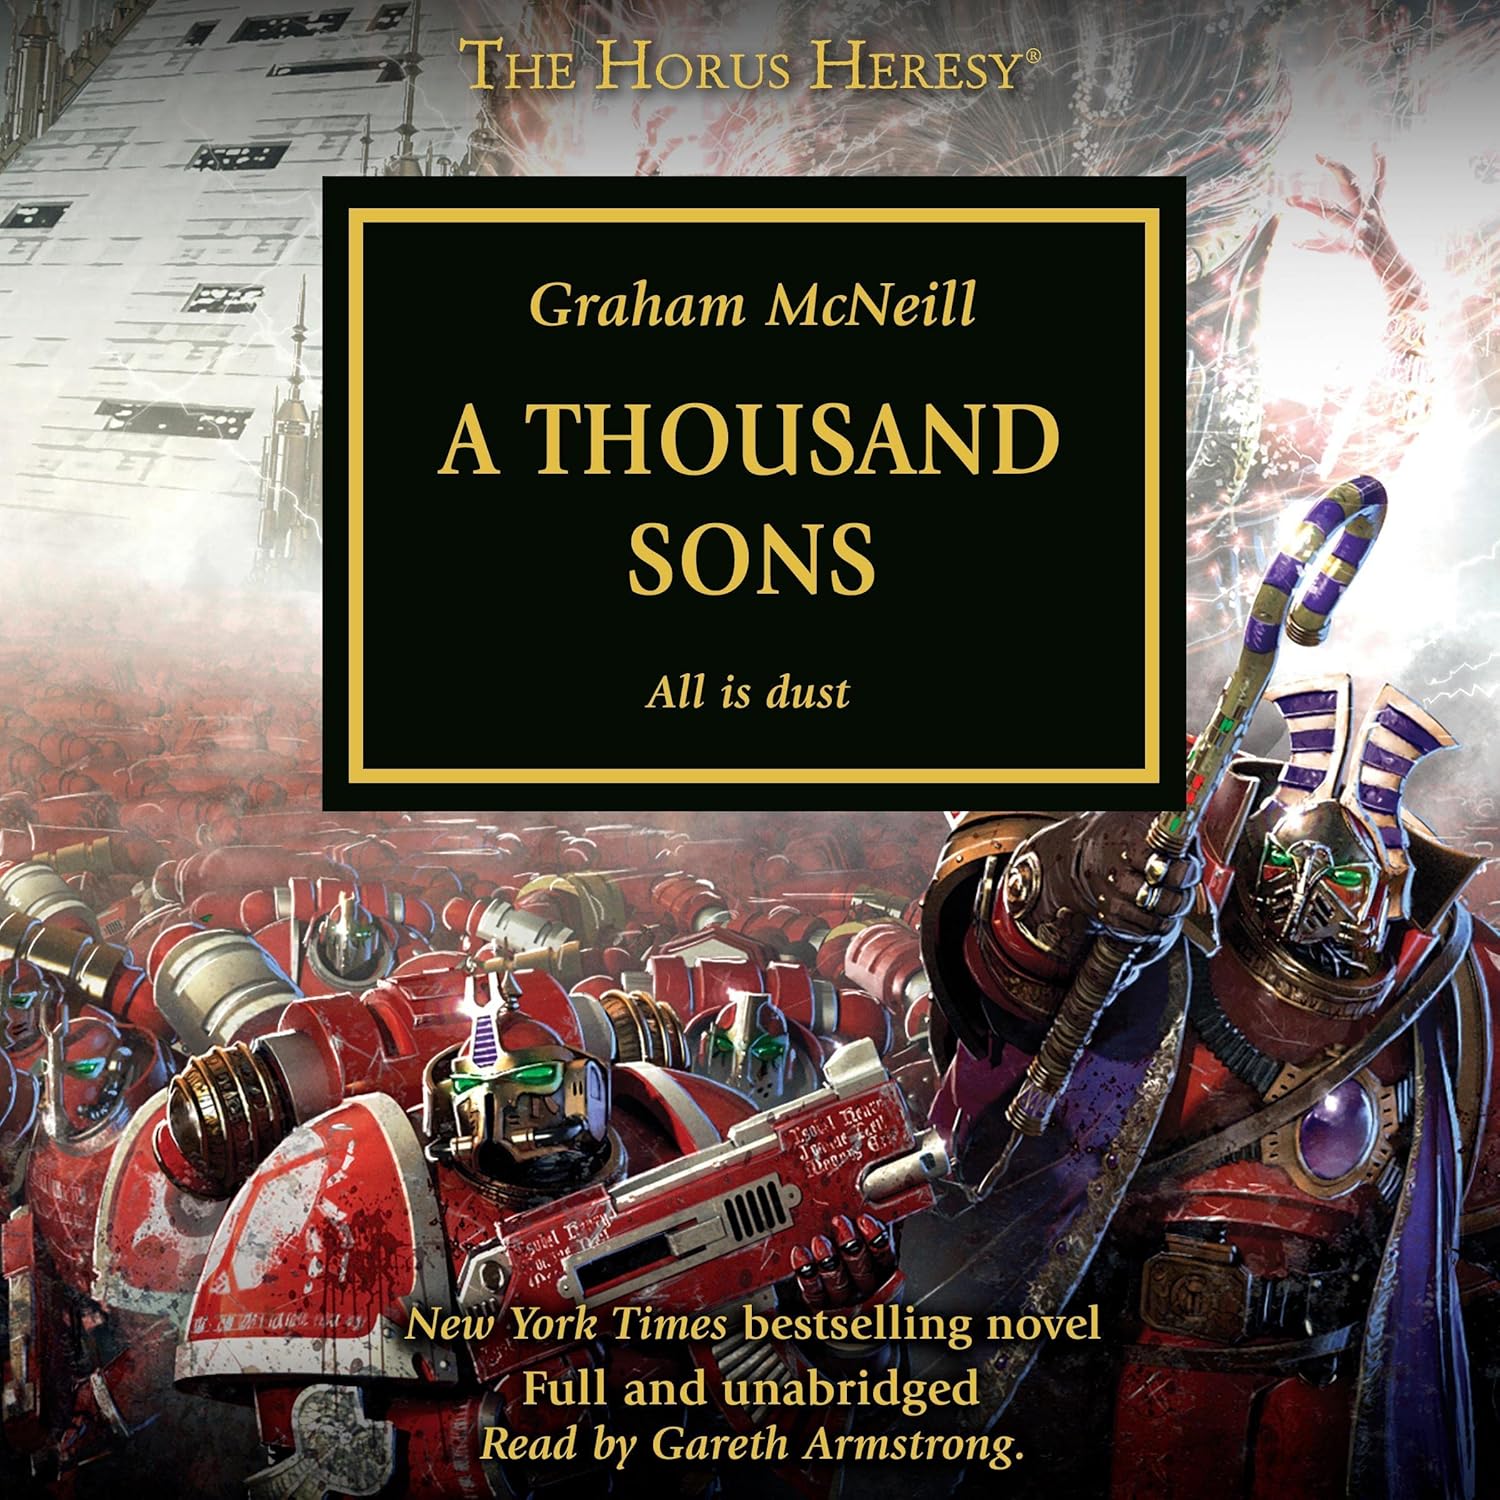 THE HORUS HERESY®
Graham McNeill
A THOUSAND
SONS
All is dust
New York Times bestselling novel
Full and unabridged
Read by Gareth Armstrong.